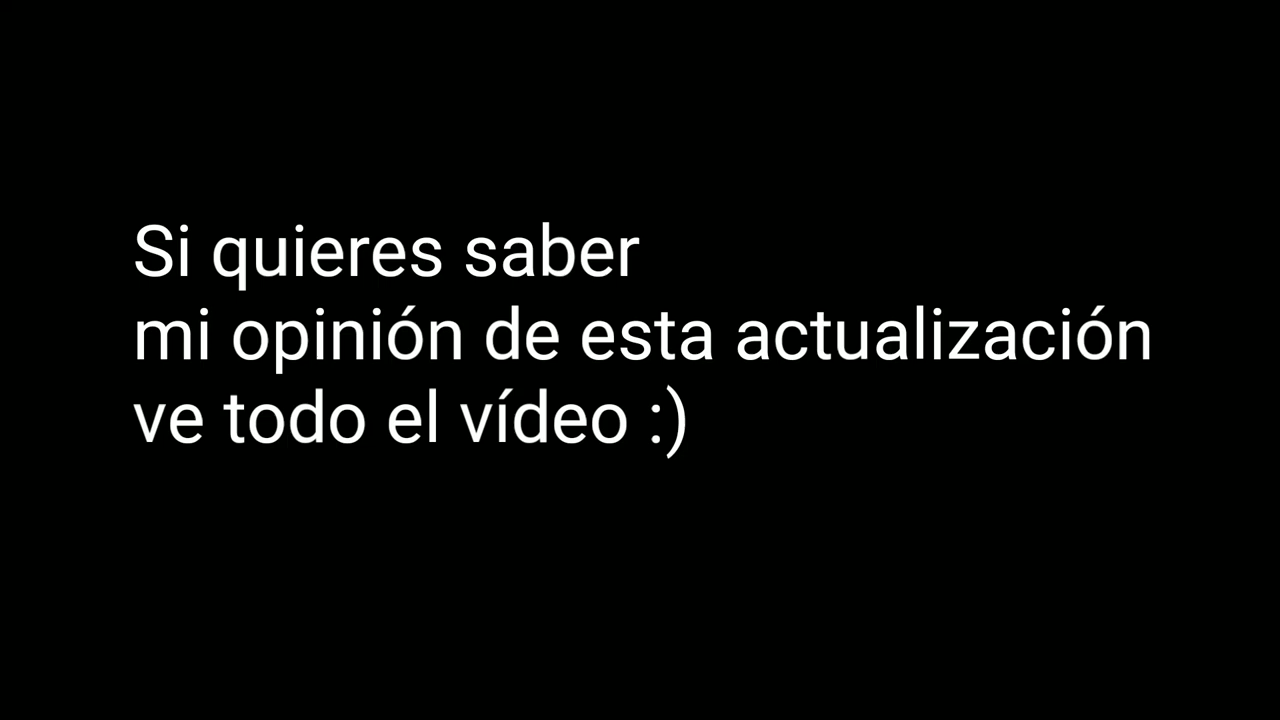 Si quieres saber
mi opinión de esta actualización
ve todo el vídeo :)